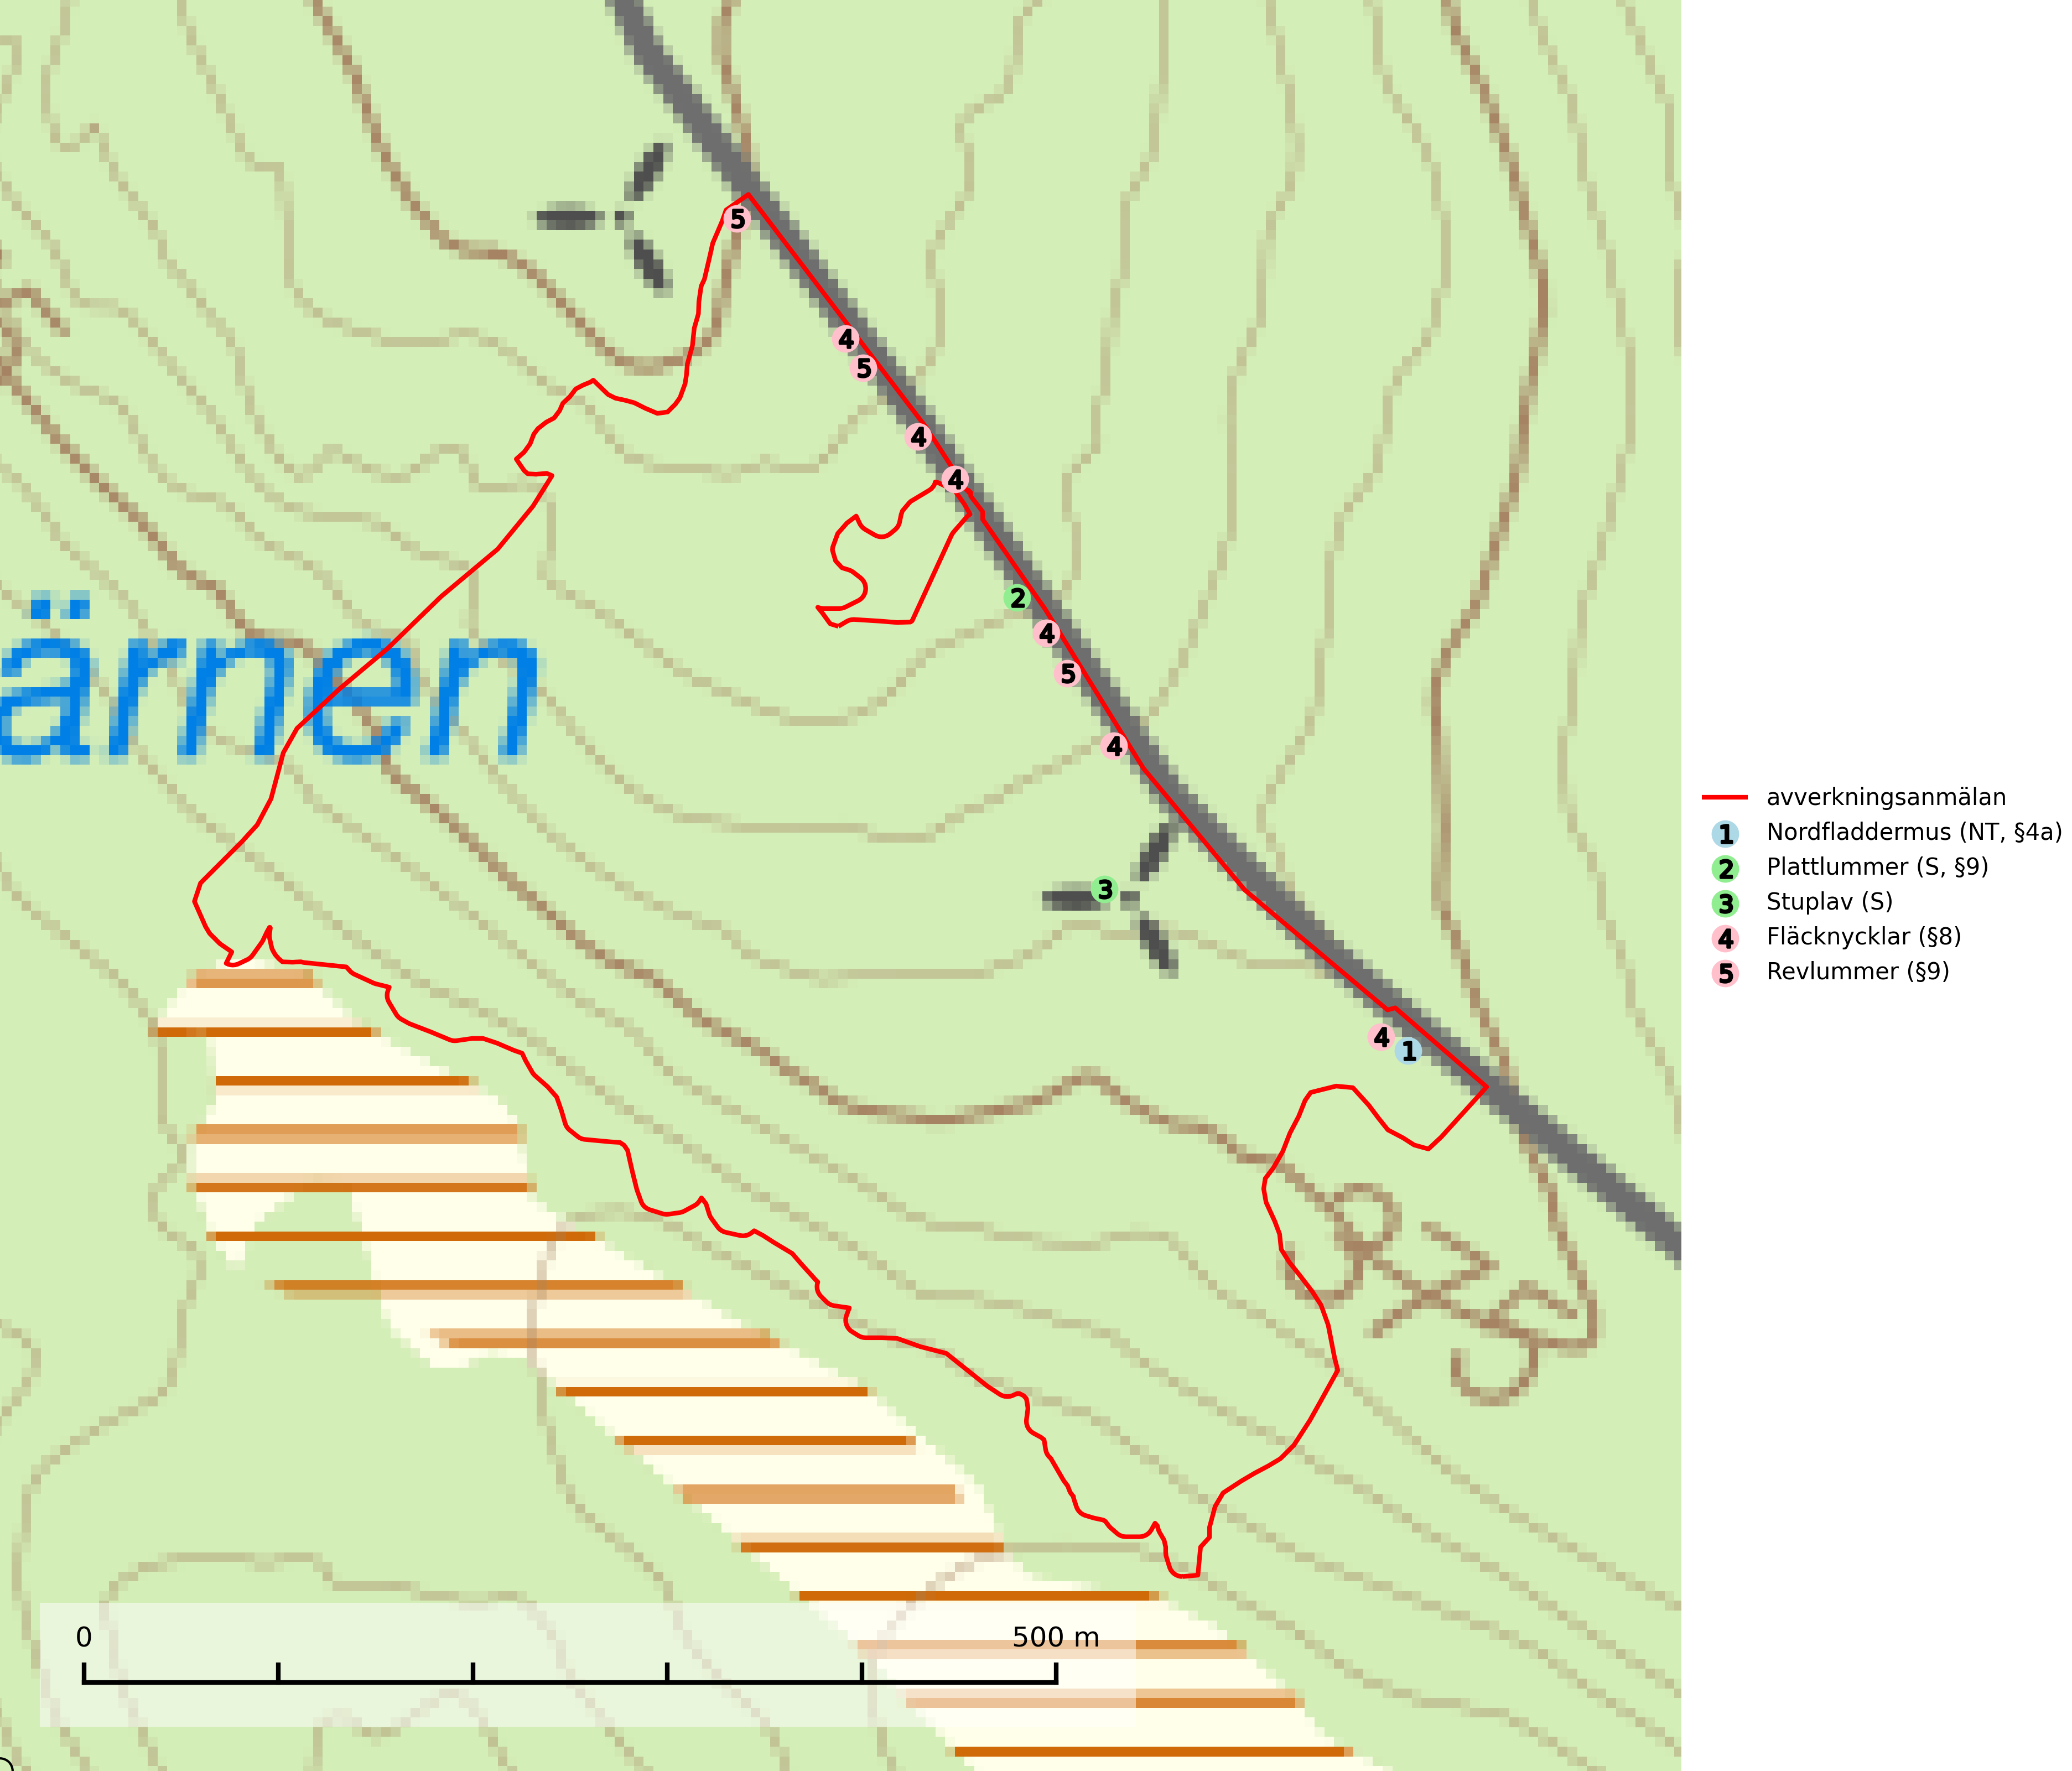 5
4
5
4
4
2
4
5
4
3
4
1
ärnen
0 500 m
avverkningsanmälan
1 Nordfladdermus (NT, §4a)
2 Plattlummer (S, §9)
3 Stuplav (S)
4 Fläcknycklar (§8)
5 Revlummer (§9)